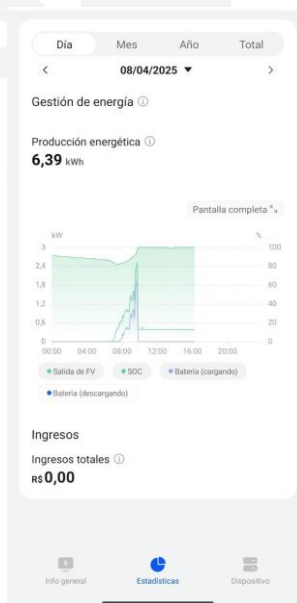 Día Mes Año Total
< 08/04/2025 ▼ >
Gestión de energía ⓘ
Producción energética ⓘ
6,39 kWh
Pantalla completa
kW %
3 100
2,4 80
1,8 60
1,2 40
0,6 20
0 0
00:00 04:00 08:00 12:00 16:00 20:00
Salida de FV SOC Batería (cargando)
Batería (descargando)
Ingresos
Ingresos totales ⓘ
R$0,00
Info general Estadísticas Dispositivo